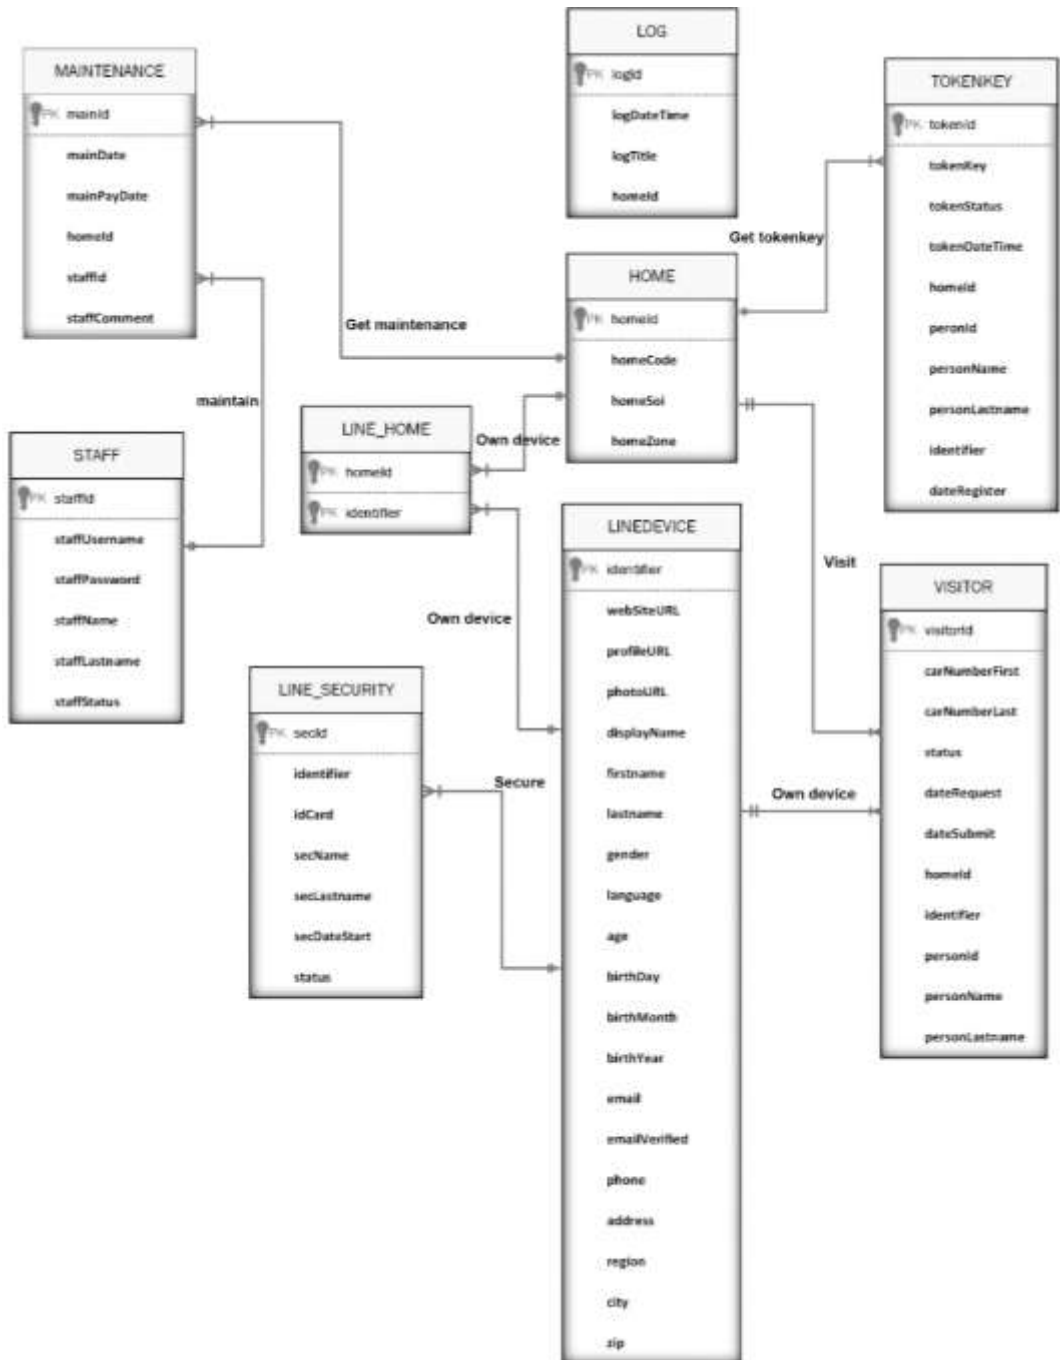 MAINTENANCE
PK mainId
mainDate
mainPayDate
homeId
staffId
staffComment
LOG
PK logId
logDateTime
logTitle
homeId
TOKENKEY
PK tokenId
tokenKey
tokenStatus
tokenDateTime
homeId
peronId
personName
personLastname
identifier
dateRegister
Get tokenkey
HOME
PK homeId
homeCode
homeSoi
homeZone
Get maintenance
maintain
LINE_HOME
PK homeId
PK identifier
Own device
STAFF
PK staffId
staffUsername
staffPassword
staffName
staffLastname
staffStatus
LINEDEVICE
PK identifier
webSiteURL
profileURL
photoURL
displayName
firstname
lastname
gender
language
age
birthDay
birthMonth
birthYear
email
emailVerified
phone
address
region
city
zip
Visit
VISITOR
PK visitorId
carNumberFirst
carNumberLast
status
dateRequest
dateSubmit
homeId
identifier
personId
personName
personLastname
Own device
LINE_SECURITY
PK secId
identifier
idCard
secName
secLastname
secDateStart
status
Secure
Own device